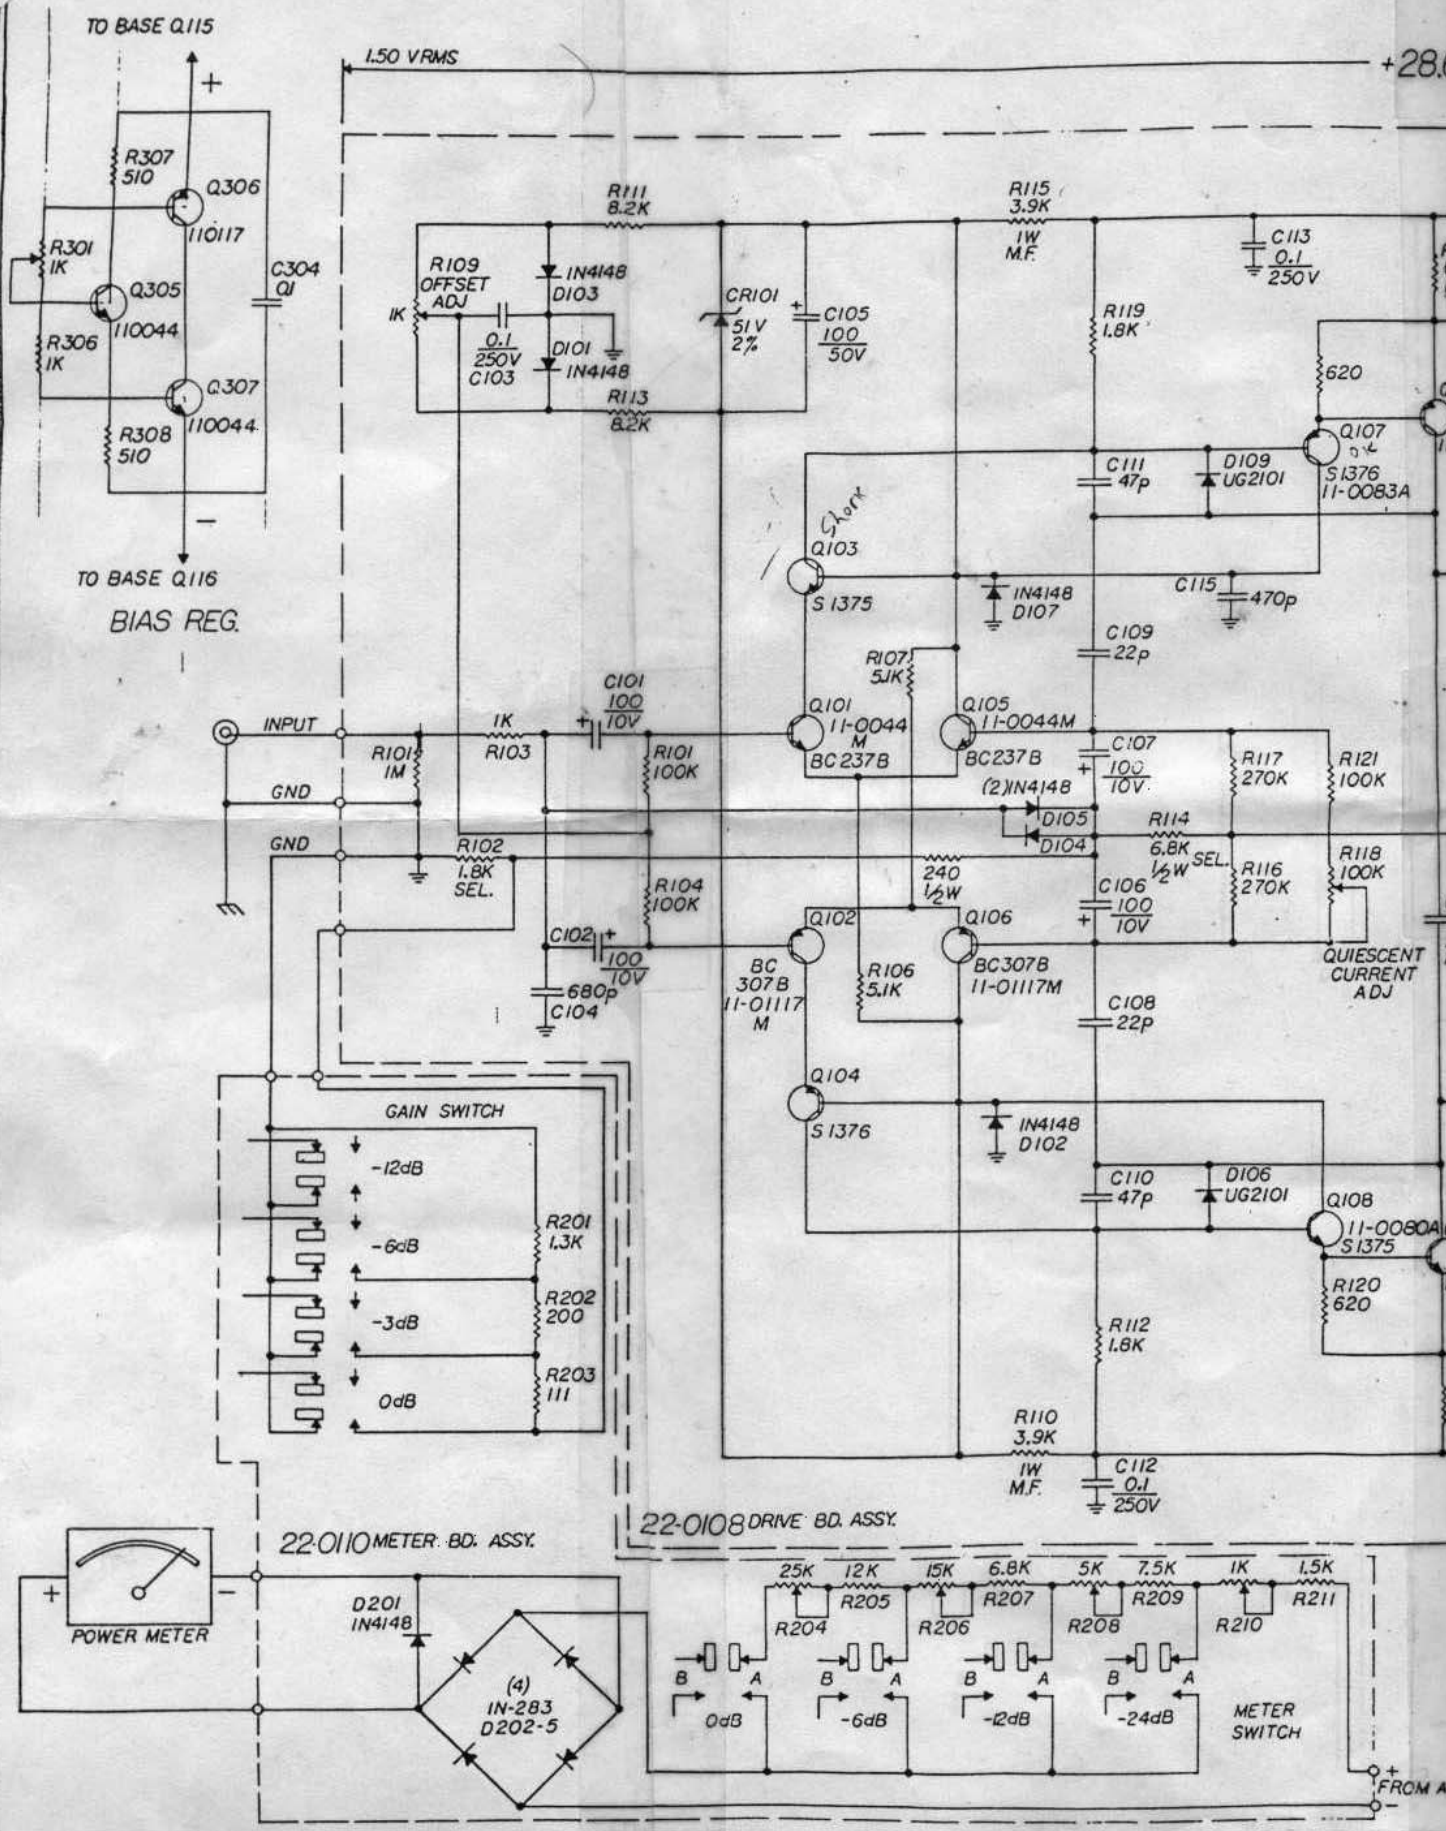 TO BASE Q115
+
R307
510
Q306
110117
R301
1K
Q305
110044
C304
R306
1K
Q307
110044
R308
510
−
TO BASE Q116
BIAS REG.
1.50 VRMS
+28.
R111
8.2K
R109
OFFSET
ADJ
1K
1N4148
D103
0.1
250V
C103
D101
1N4148
R113
8.2K
CR101
51V
2%
+
C105
100
50V
R115
3.9K
1W
M.F.
C113
0.1
250V
R119
1.8K
620
Q107
OK
S1376
11-0083A
C111
47p
D109
UG2101
Short
Q103
S1375
1N4148
D107
C115
470p
C109
22p
R107
5.1K
C101
100
10V
+
INPUT
R101
1M
1K
R103
R101
100K
Q101
11-0044
M
BC237B
Q105
11-0044M
BC237B
C107
+
100
10V
R117
270K
R121
100K
GND
(2)1N4148
D105
D104
R114
6.8K
1/2W
SEL.
GND
R102
1.8K
SEL.
240
1/2W
R116
270K
R118
100K
C106
+
100
10V
R104
100K
C102
+
100
10V
680p
C104
Q102
BC
307B
11-01117
M
Q106
BC307B
11-01117M
R106
5.1K
QUIESCENT
CURRENT
ADJ
C108
22p
Q104
S1376
1N4148
D102
C110
47p
D106
UG2101
Q108
11-0080A
S1375
R120
620
R112
1.8K
R110
3.9K
1W
M.F.
C112
0.1
250V
GAIN SWITCH
-12dB
-6dB
-3dB
0dB
R201
1.3K
R202
200
R203
111
22-0108 DRIVE BD. ASSY.
22-0110 METER BD. ASSY.
+
−
POWER METER
D201
1N4148
(4)
1N-283
D202-5
25K
R204
12K
R205
15K
R206
6.8K
R207
5K
R208
7.5K
R209
1K
R210
1.5K
R211
B A
0dB
B A
-6dB
B A
-12dB
B A
-24dB
METER
SWITCH
+
FROM A
−